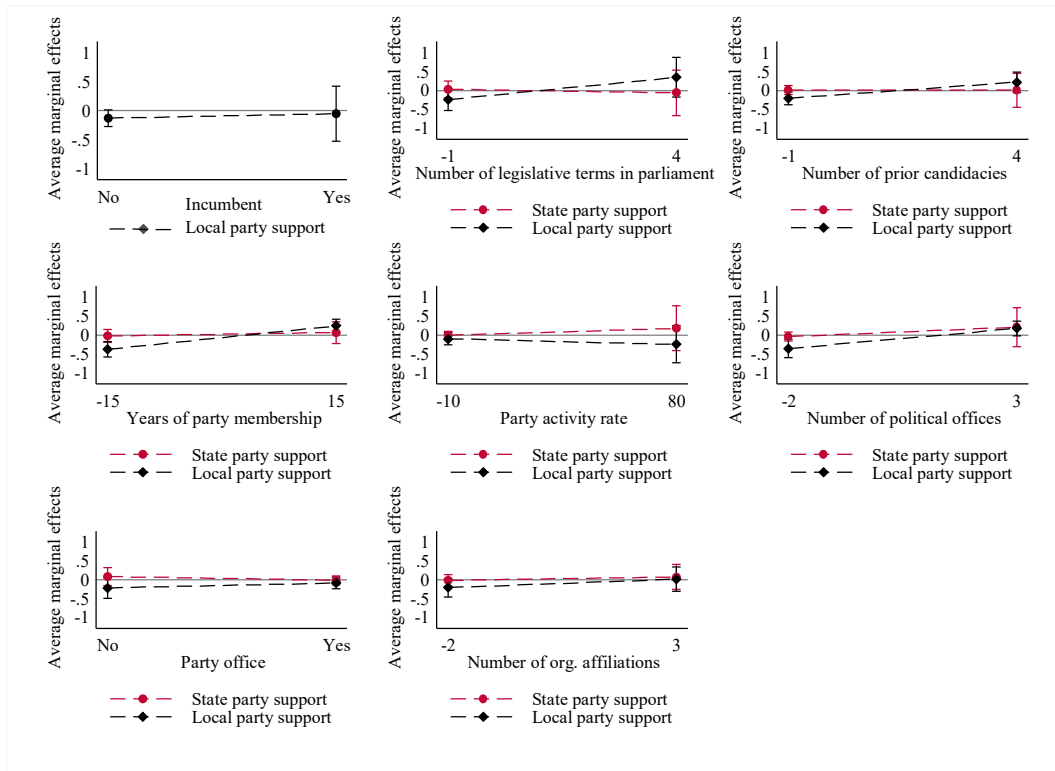 Average marginal effects
1
.5
0
-.5
-1
No
Yes
Incumbent
Local party support
Average marginal effects
1
.5
0
-.5
-1
-1
4
Number of legislative terms in parliament
State party support
Local party support
Average marginal effects
1
.5
0
-.5
-1
-1
4
Number of prior candidacies
State party support
Local party support
Average marginal effects
1
.5
0
-.5
-1
-15
15
Years of party membership
State party support
Local party support
Average marginal effects
1
.5
0
-.5
-1
-10
80
Party activity rate
State party support
Local party support
Average marginal effects
1
.5
0
-.5
-1
-2
3
Number of political offices
State party support
Local party support
Average marginal effects
1
.5
0
-.5
-1
No
Yes
Party office
State party support
Local party support
Average marginal effects
1
.5
0
-.5
-1
-2
3
Number of org. affiliations
State party support
Local party support